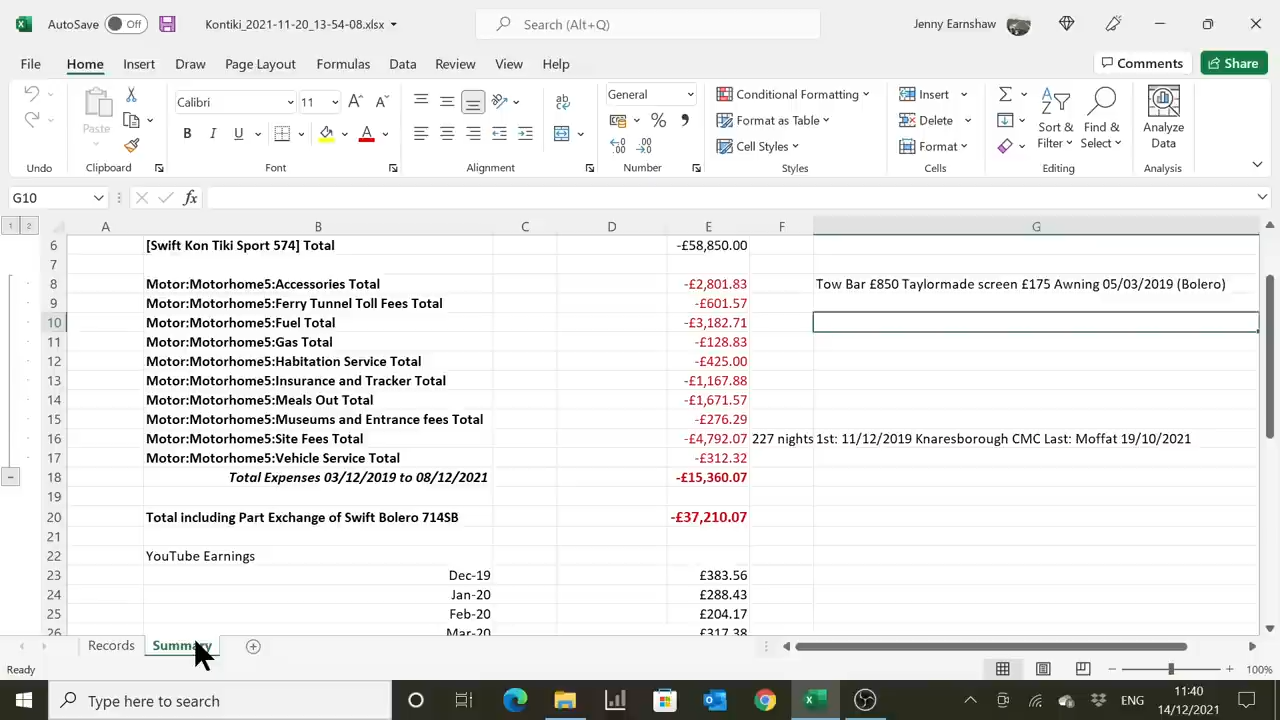 AutoSave Off Kontiki_2021-11-20_13-54-08.xlsx Search (Alt+Q) Jenny Earnshaw
File Home Insert Draw Page Layout Formulas Data Review View Help Comments Share
Calibri 11 General Conditional Formatting Insert
Paste B I U Format as Table Delete Sort & Filter Find & Select Analyze Data
Cell Styles Format
Undo Clipboard Font Alignment Number Styles Cells Editing Analysis
G10 fx
1 2 A B C D E F G
6 [Swift Kon Tiki Sport 574] Total -£58,850.00
7
8 Motor:Motorhome5:Accessories Total -£2,801.83 Tow Bar £850 Taylormade screen £175 Awning 05/03/2019 (Bolero)
9 Motor:Motorhome5:Ferry Tunnel Toll Fees Total -£601.57
10 Motor:Motorhome5:Fuel Total -£3,182.71
11 Motor:Motorhome5:Gas Total -£128.83
12 Motor:Motorhome5:Habitation Service Total -£425.00
13 Motor:Motorhome5:Insurance and Tracker Total -£1,167.88
14 Motor:Motorhome5:Meals Out Total -£1,671.57
15 Motor:Motorhome5:Museums and Entrance fees Total -£276.29
16 Motor:Motorhome5:Site Fees Total -£4,792.07 227 nights 1st: 11/12/2019 Knaresborough CMC Last: Moffat 19/10/2021
17 Motor:Motorhome5:Vehicle Service Total -£312.32
18 Total Expenses 03/12/2019 to 08/12/2021 -£15,360.07
19
20 Total including Part Exchange of Swift Bolero 714SB -£37,210.07
21
22 YouTube Earnings
23 Dec-19 £383.56
24 Jan-20 £288.43
25 Feb-20 £204.17
26 Mar-20 £317.38
Records Summary
Ready 100%
Type here to search ENG 11:40
14/12/2021